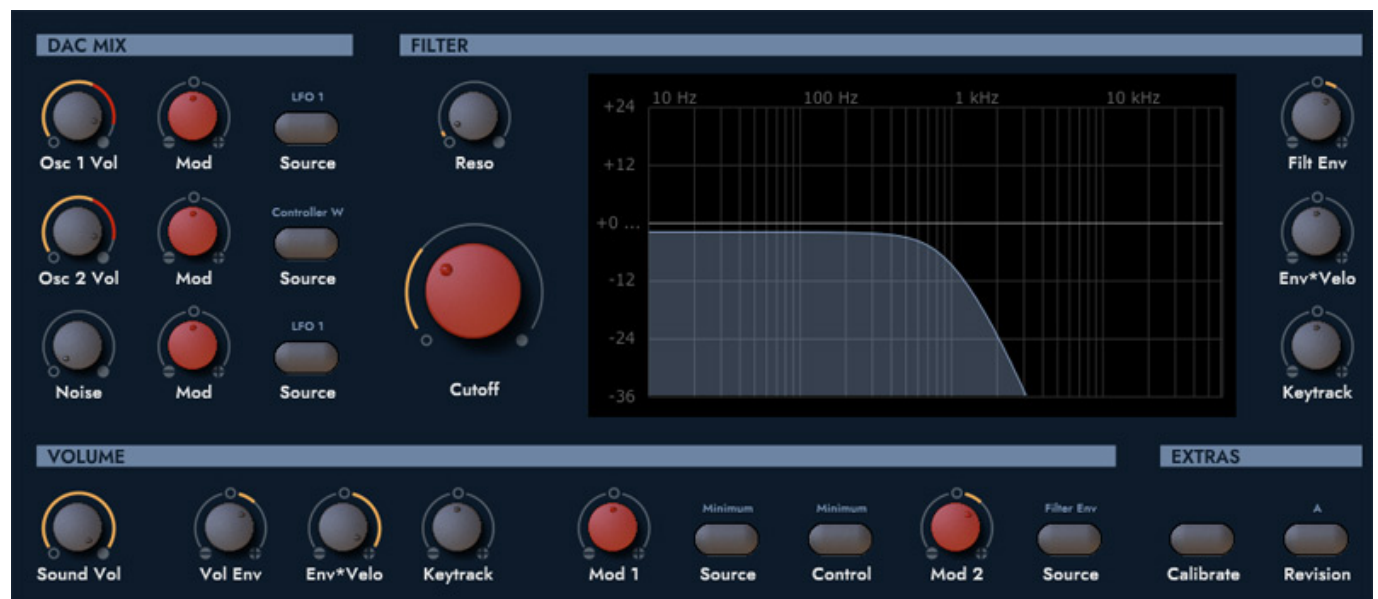 DAC MIX
FILTER
10 Hz 100 Hz 1 kHz 10 kHz
+24
LFO 1
Osc 1 Vol Mod Source
Reso
+12
Filt Env
Controller W
+0 ...
Osc 2 Vol Mod Source
-12
Env*Velo
LFO 1
-24
Noise Mod Source
Cutoff
-36
Keytrack
VOLUME
EXTRAS
Minimum Minimum Filter Env A
Sound Vol Vol Env Env*Velo Keytrack Mod 1 Source Control Mod 2 Source Calibrate Revision